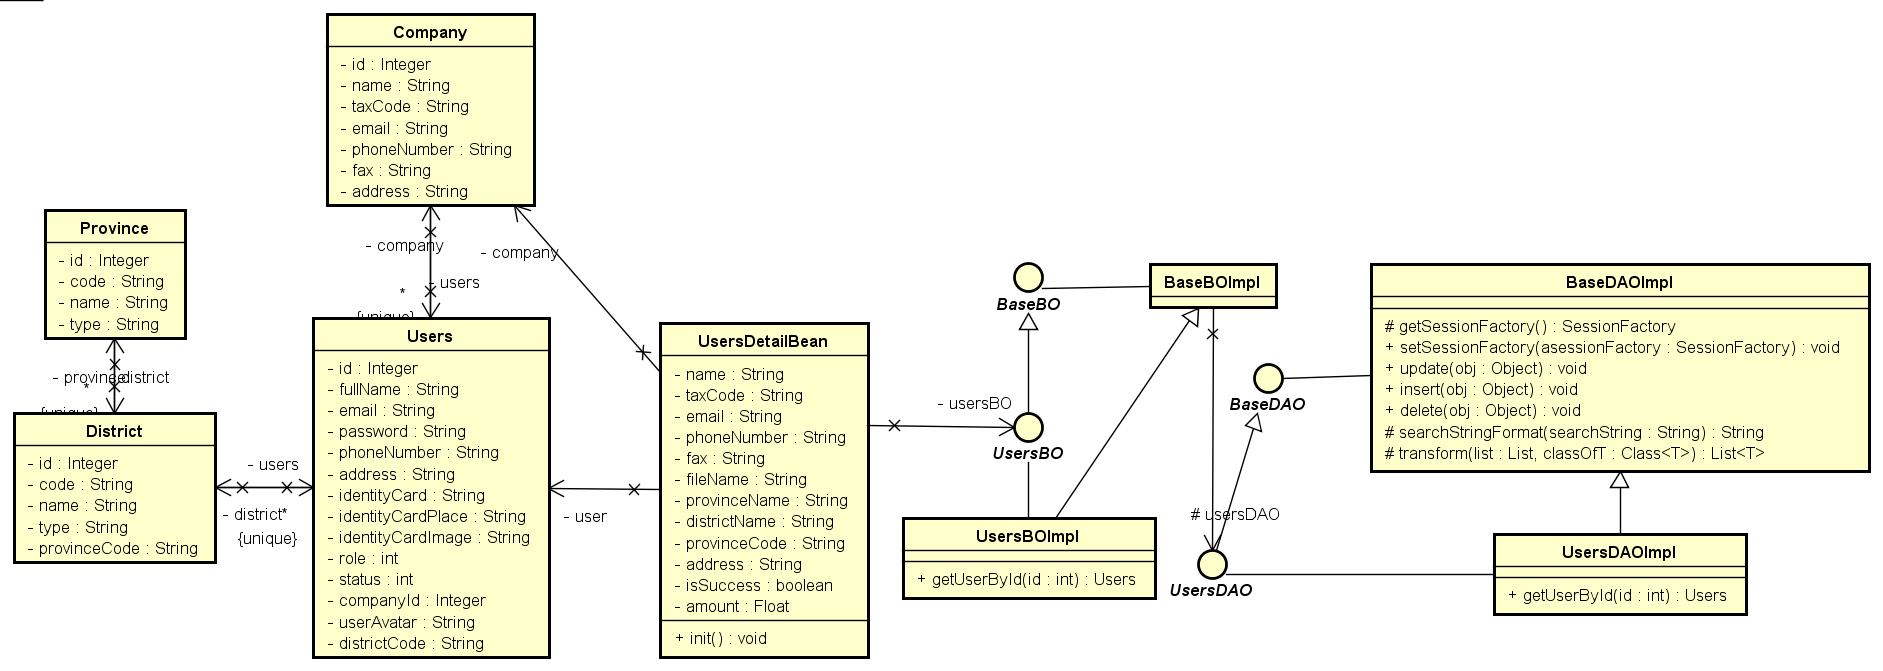 Company
- id : Integer
- name : String
- taxCode : String
- email : String
- phoneNumber : String
- fax : String
- address : String
Province
- id : Integer
- code : String
- name : String
- type : String
- province
- district
*
{unique}
District
- id : Integer
- code : String
- name : String
- type : String
- provinceCode : String
- users
- district
*
{unique}
- company
- users
*
{unique}
Users
- id : Integer
- fullName : String
- email : String
- password : String
- phoneNumber : String
- address : String
- identityCard : String
- identityCardPlace : String
- identityCardImage : String
- role : int
- status : int
- companyId : Integer
- userAvatar : String
- districtCode : String
- company
- user
UsersDetailBean
- name : String
- taxCode : String
- email : String
- phoneNumber : String
- fax : String
- fileName : String
- provinceName : String
- districtName : String
- provinceCode : String
- address : String
- isSuccess : boolean
- amount : Float
+ init() : void
- usersBO
BaseBO
UsersBO
BaseBOImpl
UsersBOImpl
+ getUserById(id : int) : Users
# usersDAO
BaseDAO
UsersDAO
BaseDAOImpl
# getSessionFactory() : SessionFactory
+ setSessionFactory(asessionFactory : SessionFactory) : void
+ update(obj : Object) : void
+ insert(obj : Object) : void
+ delete(obj : Object) : void
# searchStringFormat(searchString : String) : String
# transform(list : List, classOfT : Class<T>) : List<T>
UsersDAOImpl
+ getUserById(id : int) : Users